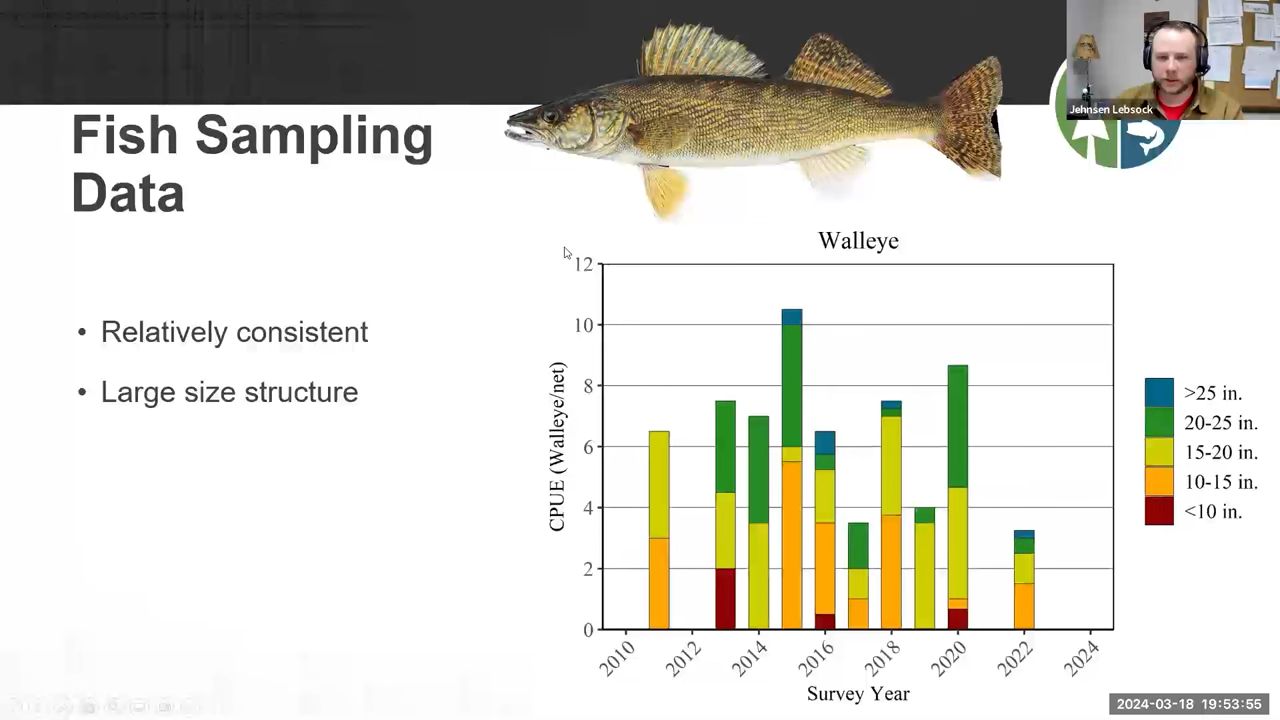 Jehnsen Lebsock
Fish Sampling
Data
• Relatively consistent
• Large size structure
Walleye
12
10
8
6
4
2
0
CPUE (Walleye/net)
2010
2012
2014
2016
2018
2020
2022
2024
Survey Year
>25 in.
20-25 in.
15-20 in.
10-15 in.
<10 in.
2024-03-18 19:53:55